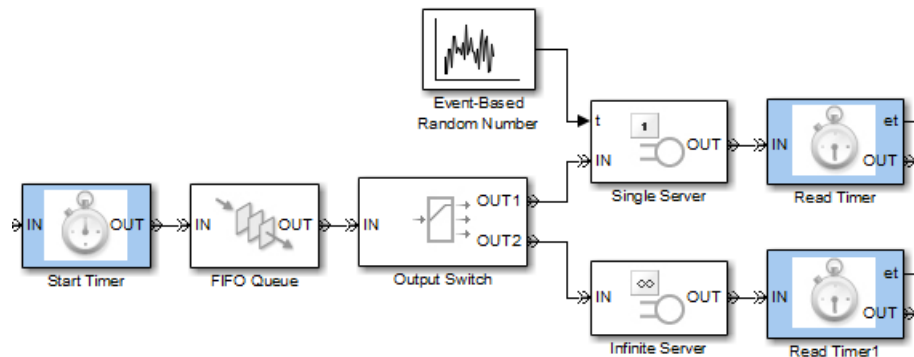 Event-Based
Random Number
t
1
IN
OUT
Single Server
IN
et
OUT
Read Timer
IN
OUT
Start Timer
IN
OUT
FIFO Queue
IN
OUT1
OUT2
Output Switch
IN
∞
OUT
Infinite Server
IN
et
OUT
Read Timer1